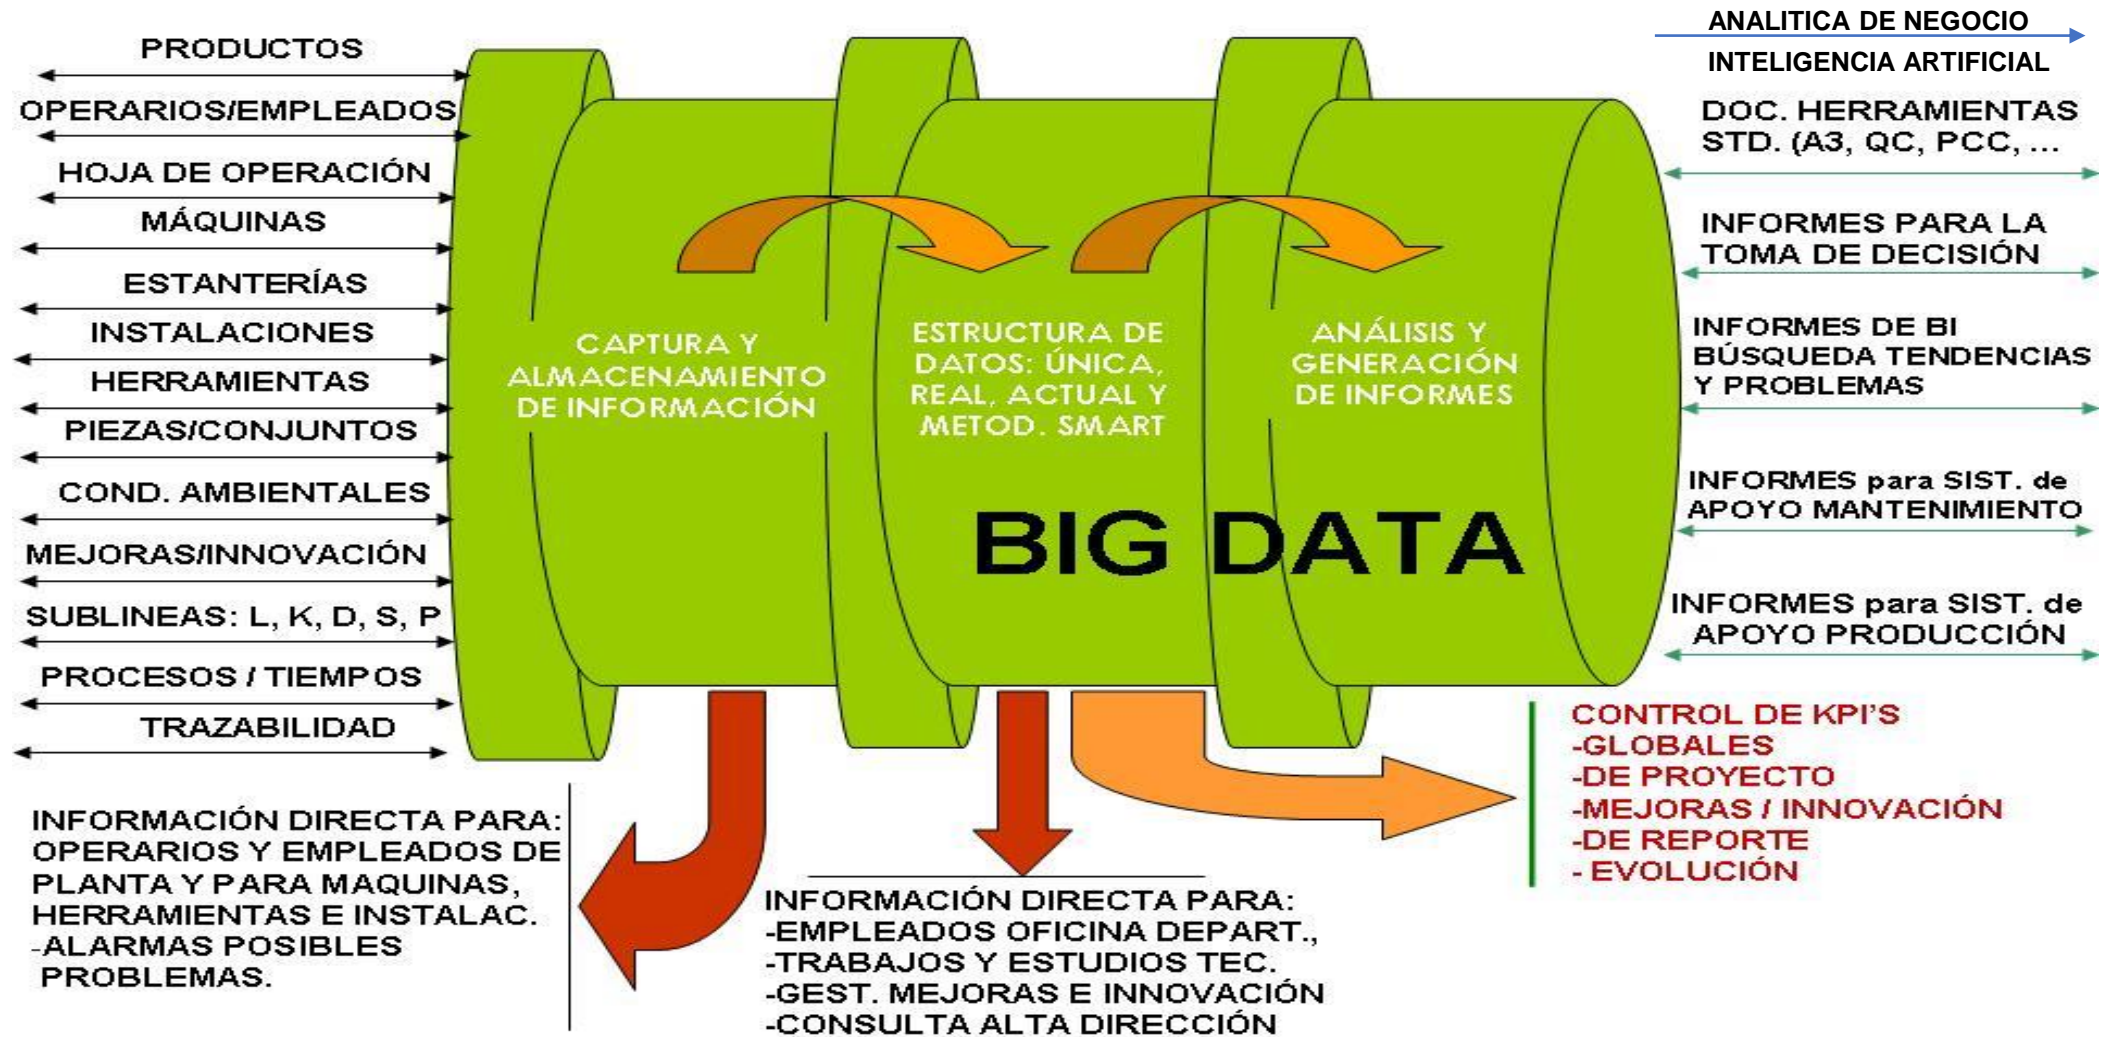 PRODUCTOS
OPERARIOS/EMPLEADOS
HOJA DE OPERACIÓN
MÁQUINAS
ESTANTERÍAS
INSTALACIONES
HERRAMIENTAS
PIEZAS/CONJUNTOS
COND. AMBIENTALES
MEJORAS/INNOVACIÓN
SUBLINEAS: L, K, D, S, P
PROCESOS / TIEMPOS
TRAZABILIDAD
CAPTURA Y
ALMACENAMIENTO
DE INFORMACIÓN
ESTRUCTURA DE
DATOS: ÚNICA,
REAL, ACTUAL Y
METOD. SMART
ANÁLISIS Y
GENERACIÓN
DE INFORMES
BIG DATA
ANALITICA DE NEGOCIO
INTELIGENCIA ARTIFICIAL
DOC. HERRAMIENTAS
STD. (A3, QC, PCC, ...
INFORMES PARA LA
TOMA DE DECISIÓN
INFORMES DE BI
BÚSQUEDA TENDENCIAS
Y PROBLEMAS
INFORMES para SIST. de
APOYO MANTENIMIENTO
INFORMES para SIST. de
APOYO PRODUCCIÓN
CONTROL DE KPI'S
-GLOBALES
-DE PROYECTO
-MEJORAS / INNOVACIÓN
-DE REPORTE
- EVOLUCIÓN
INFORMACIÓN DIRECTA PARA:
OPERARIOS Y EMPLEADOS DE
PLANTA Y PARA MAQUINAS,
HERRAMIENTAS E INSTALAC.
-ALARMAS POSIBLES
PROBLEMAS.
INFORMACIÓN DIRECTA PARA:
-EMPLEADOS OFICINA DEPART.,
-TRABAJOS Y ESTUDIOS TEC.
-GEST. MEJORAS E INNOVACIÓN
-CONSULTA ALTA DIRECCIÓN